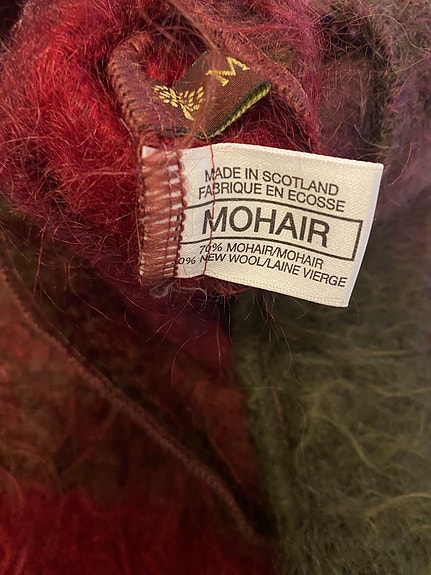 M
MADE IN SCOTLAND
FABRIQUE EN ECOSSE
MOHAIR
70% MOHAIR/MOHAIR
0% NEW WOOL/LAINE VIERGE